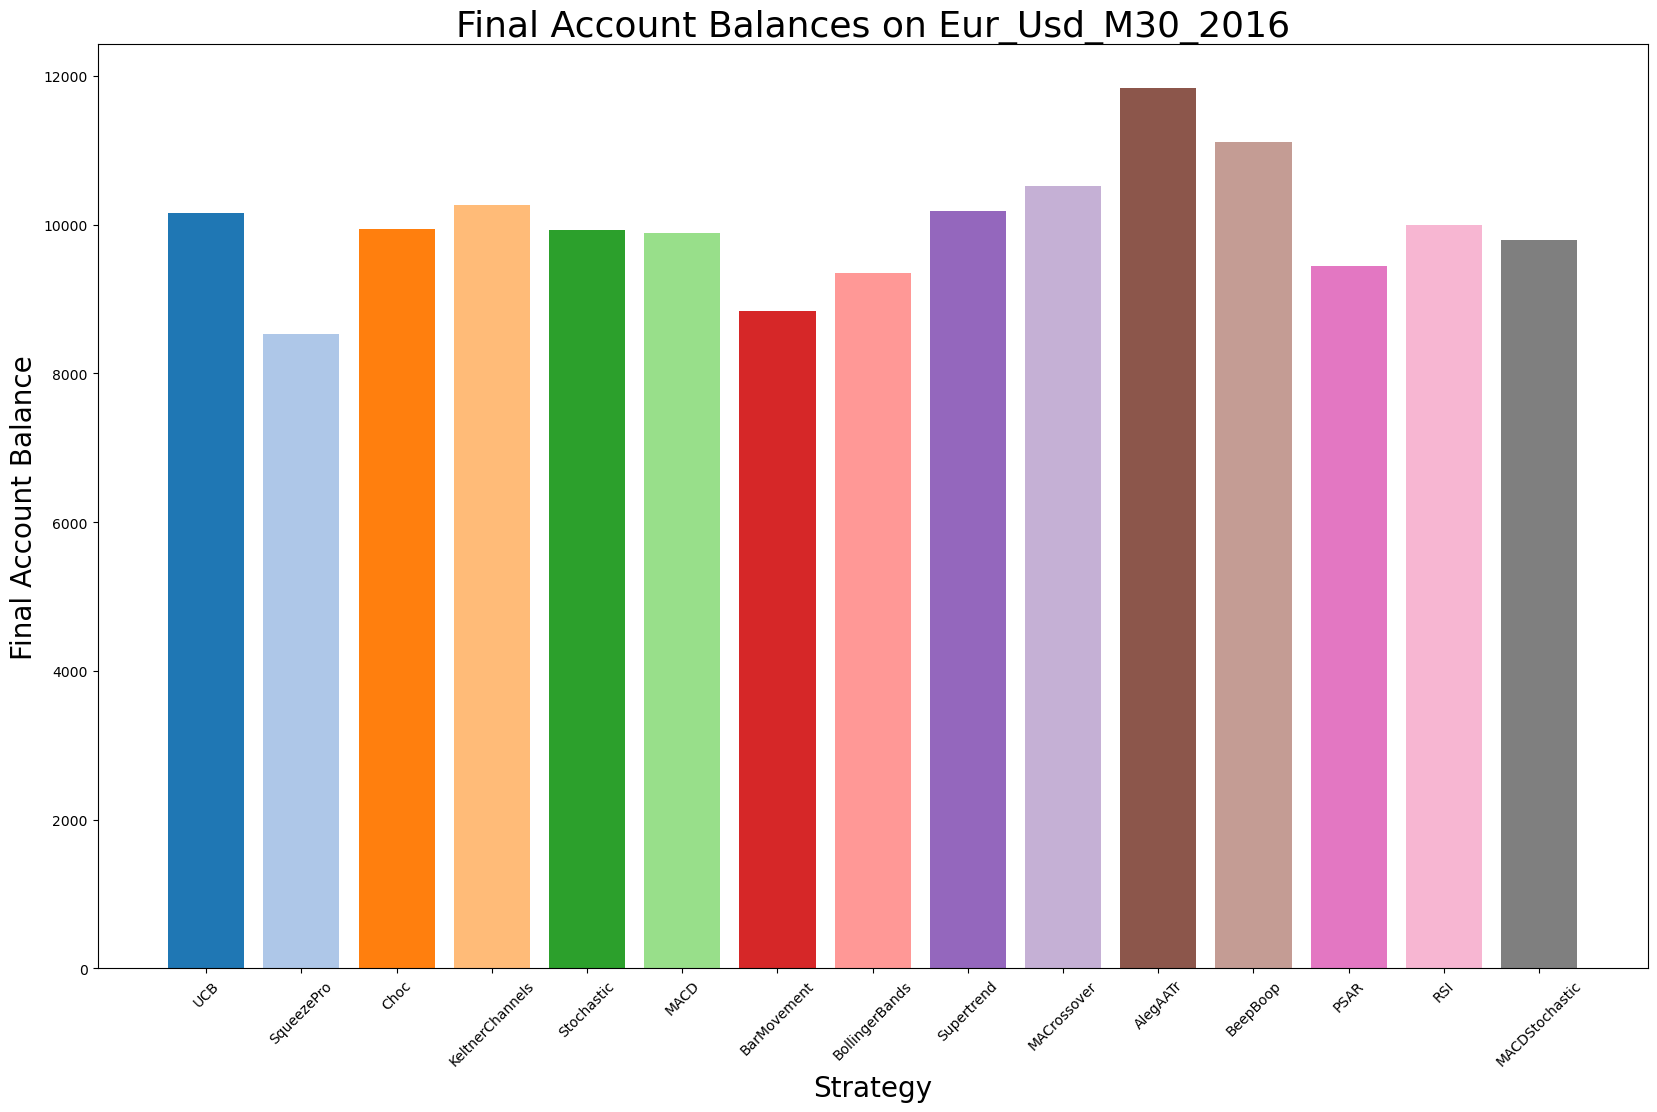 Final Account Balances on Eur_Usd_M30_2016
Final Account Balance
12000
10000
8000
6000
4000
2000
0
UCB
SqueezePro
Choc
KeltnerChannels
Stochastic
MACD
BarMovement
BollingerBands
Supertrend
MACrossover
AlegAATr
BeepBoop
PSAR
RSI
MACDStochastic
Strategy